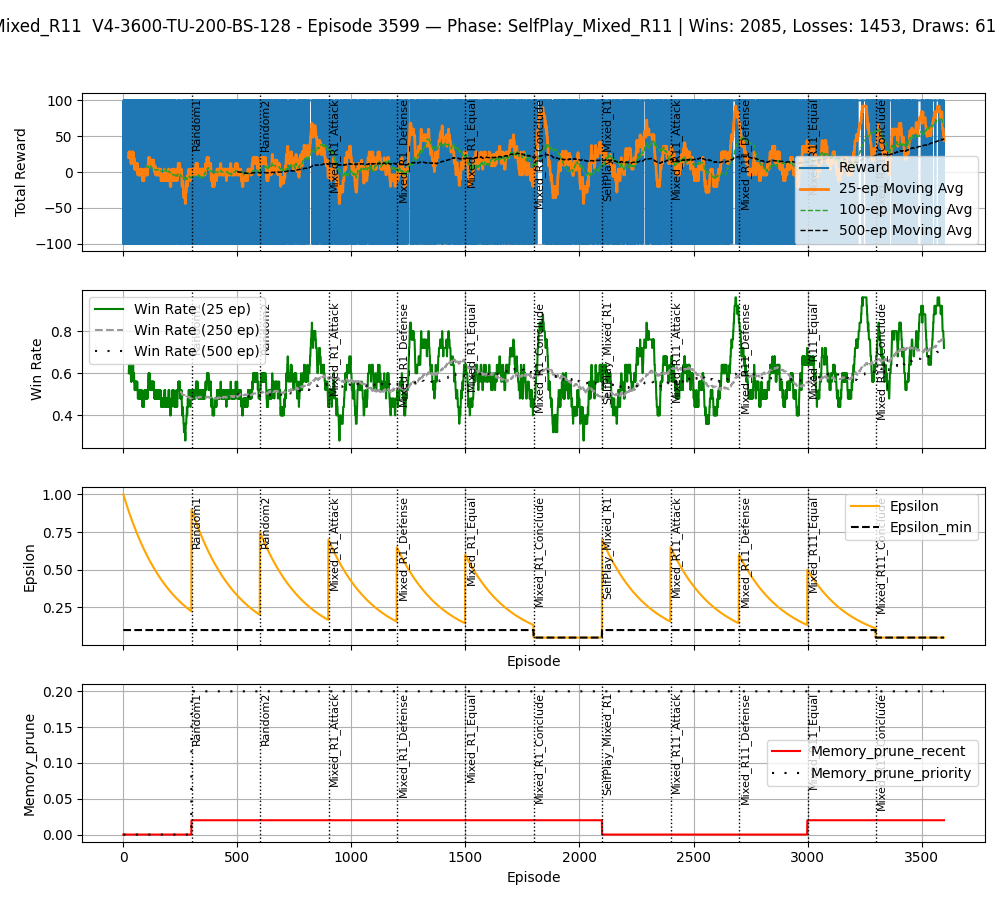 Mixed_R11 V4-3600-TU-200-BS-128 - Episode 3599 — Phase: SelfPlay_Mixed_R11 | Wins: 2085, Losses: 1453, Draws: 61
Total Reward
100
50
0
−50
−100
Random1
Random2
Mixed_R1_Attack
Mixed_R1_Defense
Mixed_R1_Equal
Mixed_R1_Conclude
SelfPlay_Mixed_R1
Mixed_R11_Attack
Mixed_R11_Defense
Mixed_R11_Equal
Mixed_R11_Conclude
Reward
25-ep Moving Avg
100-ep Moving Avg
500-ep Moving Avg
Win Rate
0.8
0.6
0.4
Win Rate (25 ep)
Win Rate (250 ep)
Win Rate (500 ep)
Random2
Mixed_R1_Attack
Mixed_R1_Defense
Mixed_R1_Equal
Mixed_R1_Conclude
SelfPlay_Mixed_R1
Mixed_R11_Attack
Mixed_R11_Defense
Mixed_R11_Equal
Mixed_R11_Conclude
Epsilon
1.00
0.75
0.50
0.25
Random1
Random2
Mixed_R1_Attack
Mixed_R1_Defense
Mixed_R1_Equal
Mixed_R1_Conclude
SelfPlay_Mixed_R1
Mixed_R11_Attack
Mixed_R11_Defense
Mixed_R11_Equal
Mixed_R11_Conclude
Epsilon
Epsilon_min
Episode
Memory_prune
0.20
0.15
0.10
0.05
0.00
Random1
Random2
Mixed_R1_Attack
Mixed_R1_Defense
Mixed_R1_Equal
Mixed_R1_Conclude
SelfPlay_Mixed_R1
Mixed_R11_Attack
Mixed_R11_Defense
Mixed_R11_Equal
Mixed_R11_Conclude
Memory_prune_recent
Memory_prune_priority
0
500
1000
1500
2000
2500
3000
3500
Episode